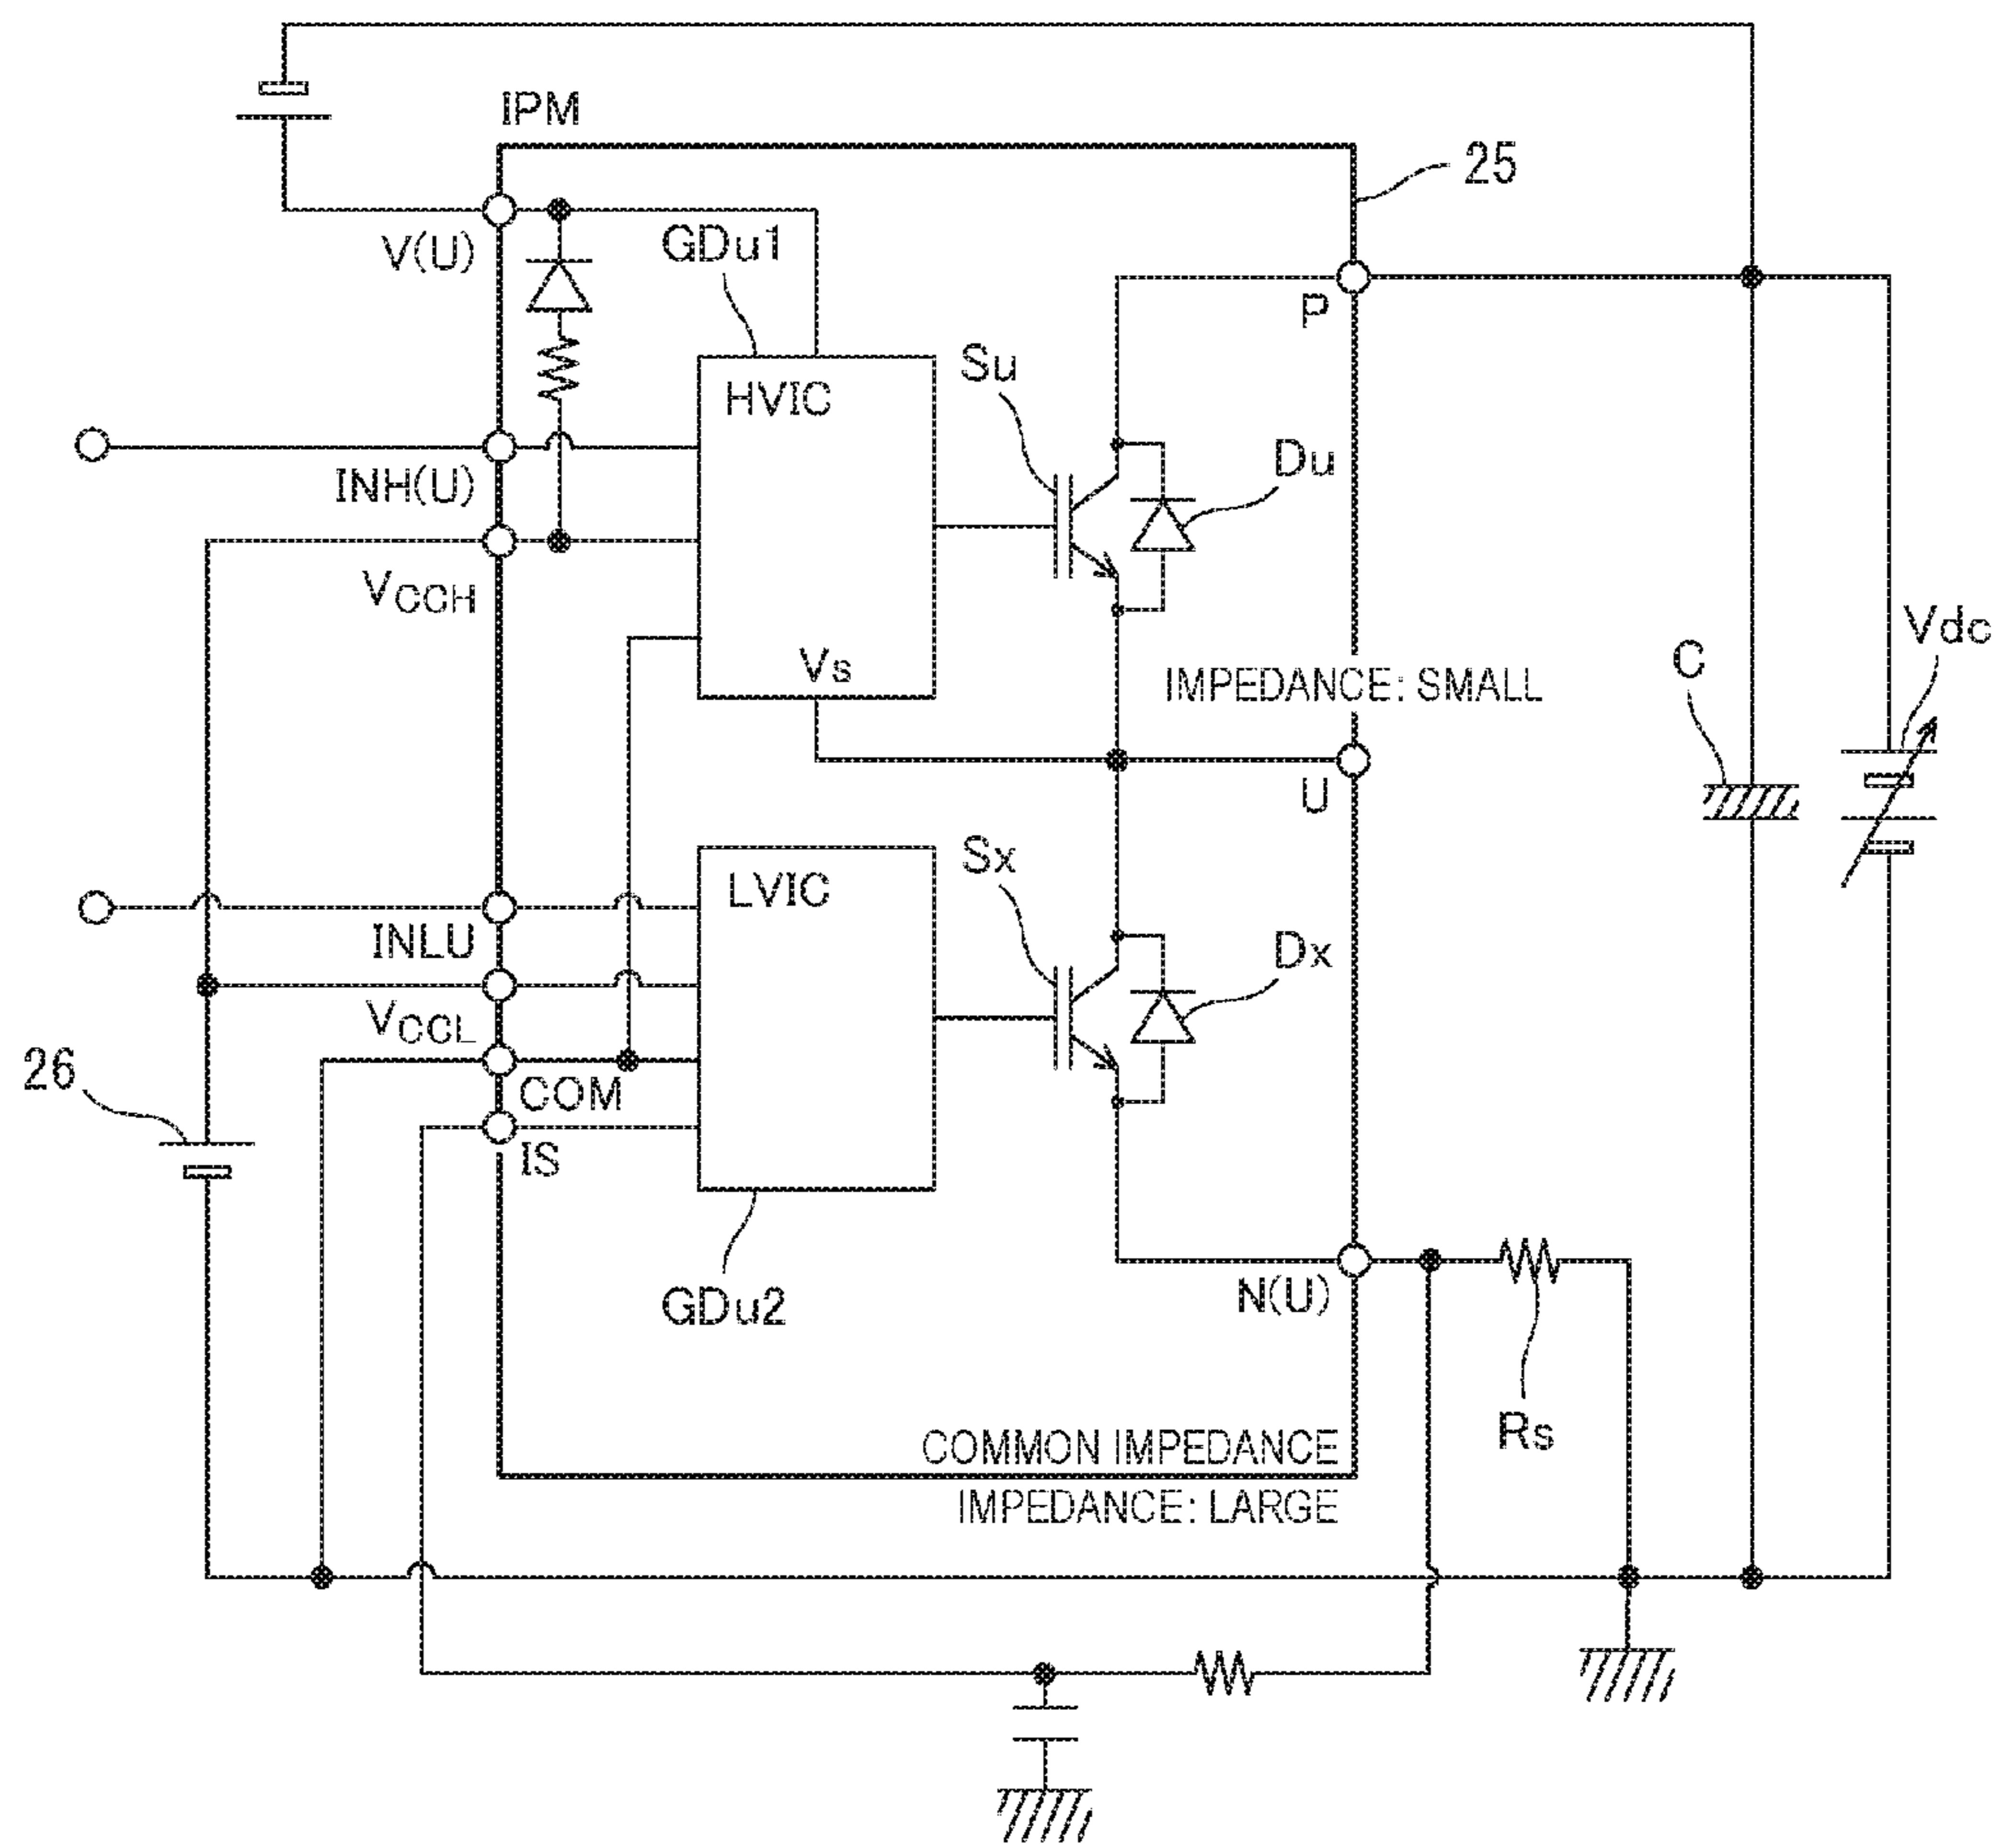 IPM
25
V(U)
GDu1
P
HVIC
Su
Du
INH(U)
VCCH
Vs
IMPEDANCE: SMALL
C
Vdc
U
LVIC
Sx
Dx
INLU
VCCL
26
COM
IS
GDu2
N(U)
Rs
COMMON IMPEDANCE
IMPEDANCE: LARGE